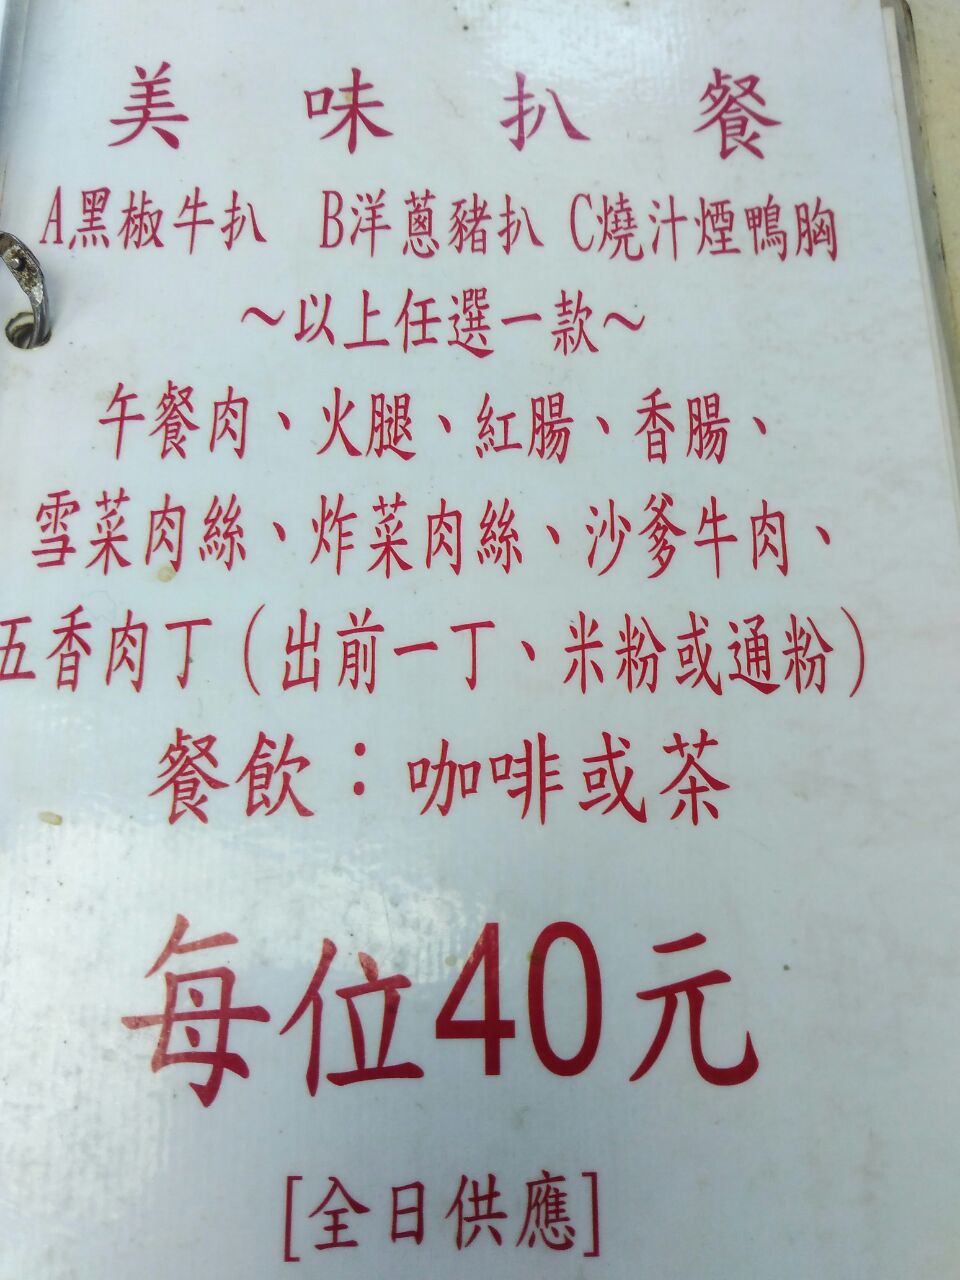 美味扒餐
A黑椒牛扒 B洋蔥豬扒 C燒汁煙鴨胸
～以上任選一款～
午餐肉、火腿、紅腸、香腸、
雪菜肉絲、炸菜肉絲、沙爹牛肉、
五香肉丁(出前一丁、米粉或通粉)
餐飲：咖啡或茶
每位40元
[全日供應]